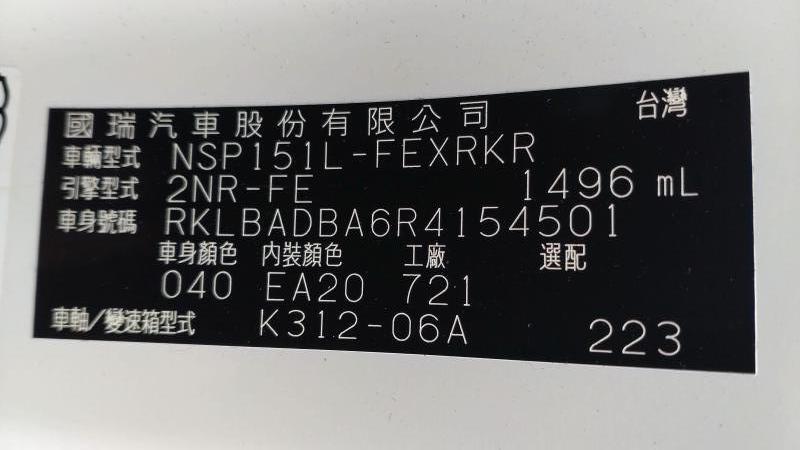 國瑞汽車股份有限公司 台灣
車輛型式 NSP151L-FEXRKR
引擎型式 2NR-FE 1496 mL
車身號碼 RKLBADBA6R4154501
車身顏色 內裝顏色 工廠 選配
040 EA20 721
車軸/變速箱型式 K312-06A 223